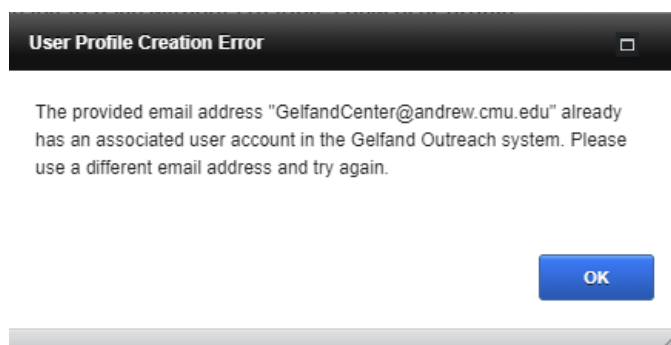 User Profile Creation Error
The provided email address "GelfandCenter@andrew.cmu.edu" already
has an associated user account in the Gelfand Outreach system. Please
use a different email address and try again.
OK